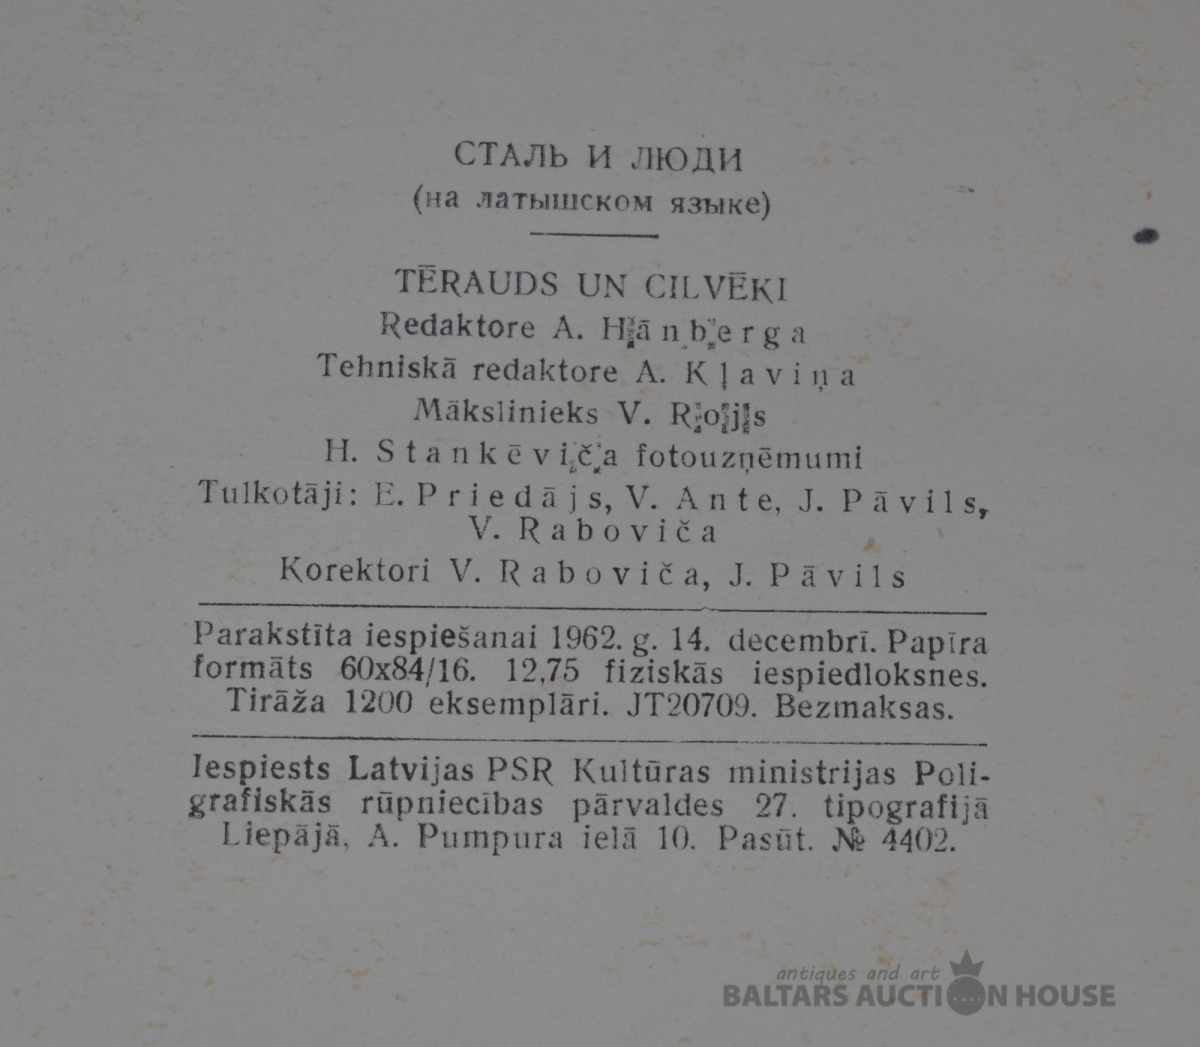 СТАЛЬ И ЛЮДИ
(на латышском языке)
TĒRAUDS UN CILVĒKI
Redaktore A. Hānberga
Tehniskā redaktore A. Kļaviņa
Mākslinieks V. Rojs
H. Stankēviča fotouzņēmumi
Tulkotāji: E. Priedājs, V. Ante, J. Pāvils,
V. Raboviča
Korektori V. Raboviča, J. Pāvils
Parakstīta iespiešanai 1962. g. 14. decembrī. Papīra
formāts 60x84/16. 12,75 fiziskās iespiedloksnes.
Tirāža 1200 eksemplāri. JT20709. Bezmaksas.
Iespiests Latvijas PSR Kultūras ministrijas Poli-
grafiskās rūpniecības pārvaldes 27. tipografijā
Liepājā, A. Pumpura ielā 10. Pasūt. № 4402.
antiques and art
BALTARS AUCTION HOUSE